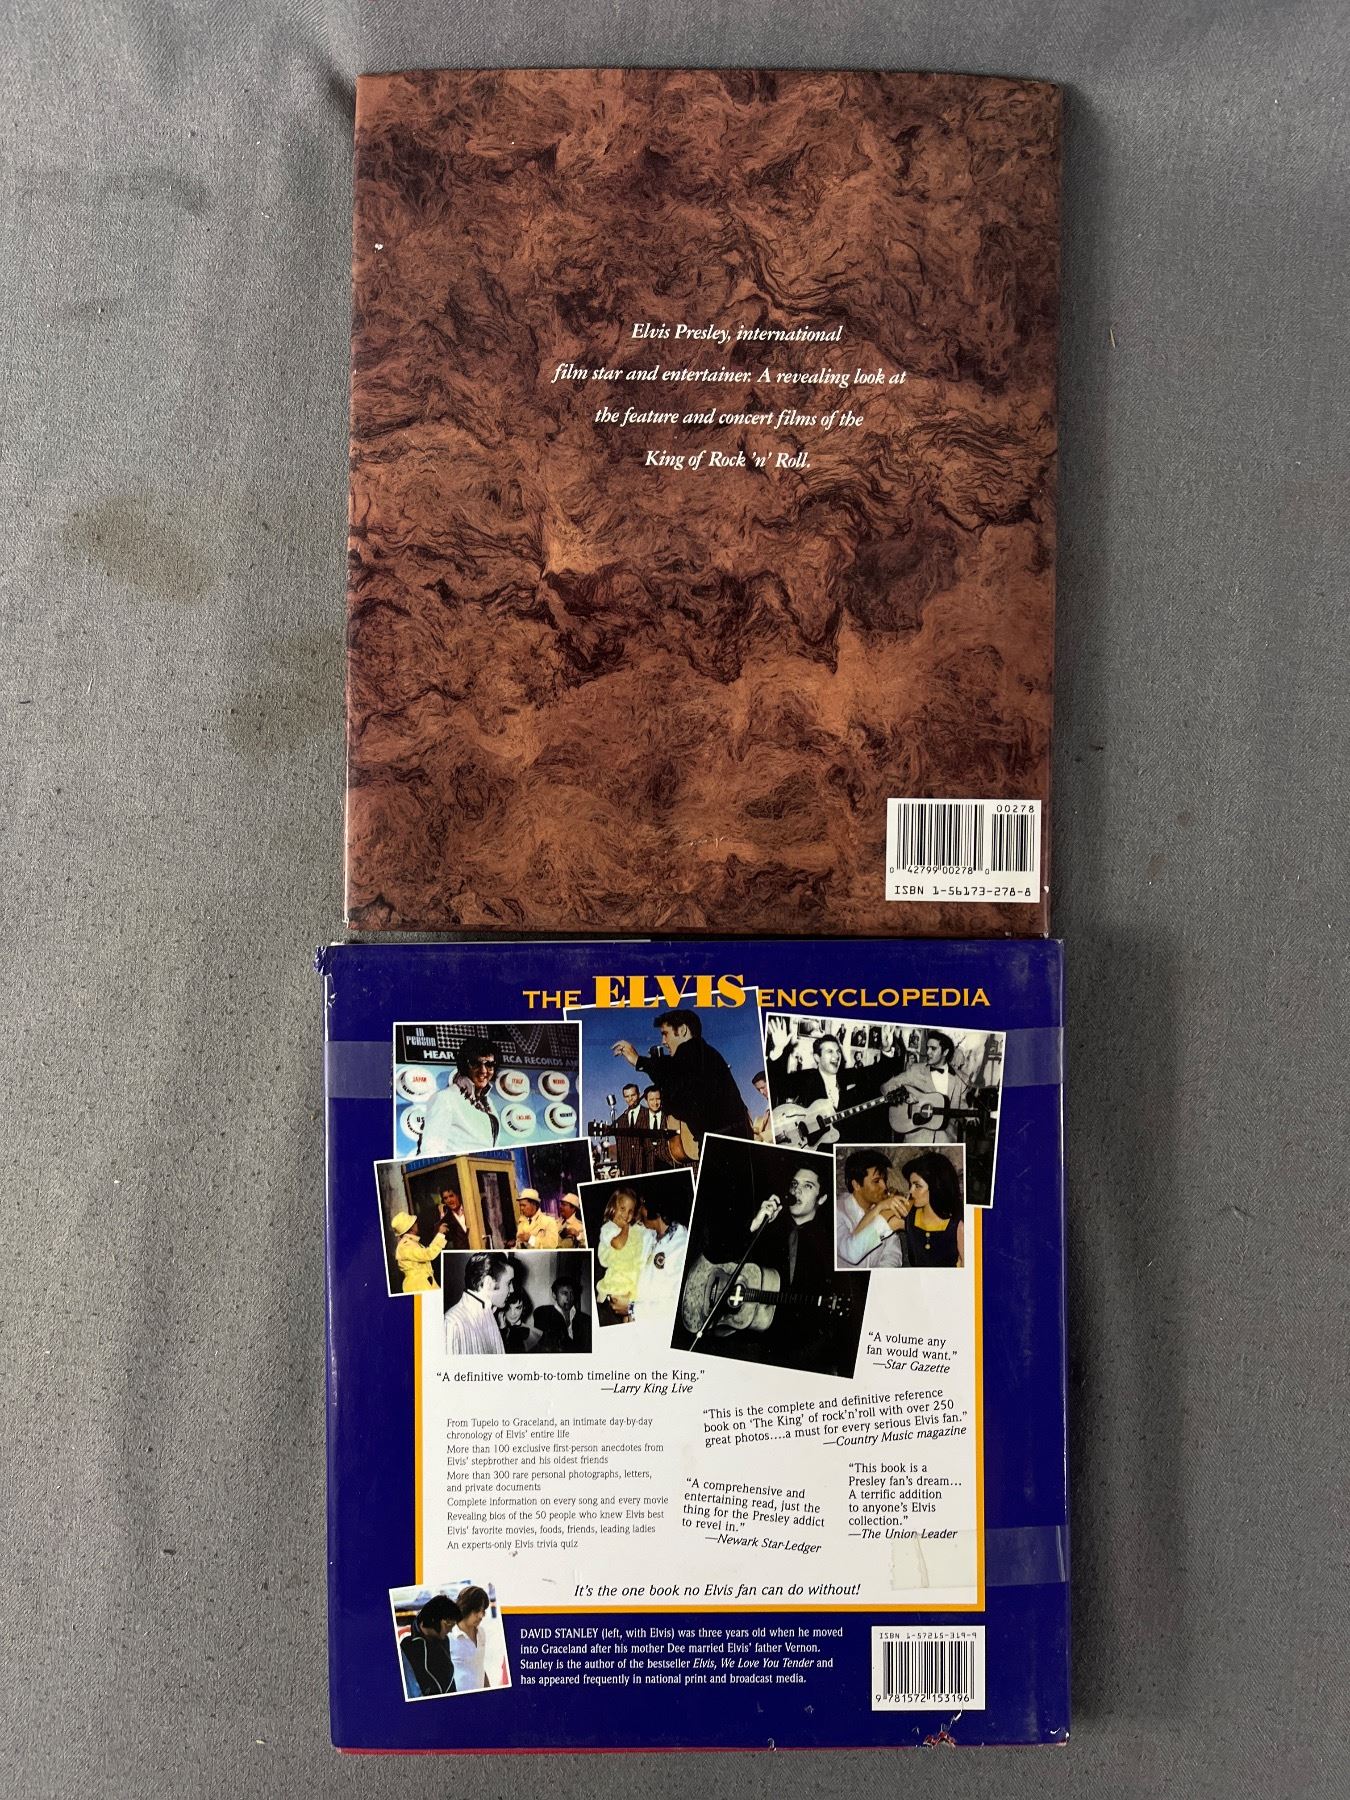 Elvis Presley, international
film star and entertainer. A revealing look at
the feature and concert films of the
King of Rock 'n' Roll.
00278
0 42799 00278 0
ISBN 1-56173-278-8
THE ELVIS ENCYCLOPEDIA
IN PERSON
HEAR
RCA RECORDS
JAPAN
ITALY
"A volume any
fan would want."
—Star Gazette
"A definitive womb-to-tomb timeline on the King."
—Larry King Live
"This is the complete and definitive reference
book on 'The King' of rock'n'roll with over 250
great photos....a must for every serious Elvis fan."
—Country Music magazine
From Tupelo to Graceland, an intimate day-by-day
chronology of Elvis' entire life
More than 100 exclusive first-person anecdotes from
Elvis' stepbrother and his oldest friends
More than 300 rare personal photographs, letters,
and private documents
Complete information on every song and every movie
Revealing bios of the 50 people who knew Elvis best
Elvis' favorite movies, foods, friends, leading ladies
An experts-only Elvis trivia quiz
"A comprehensive and
entertaining read, just the
thing for the Presley addict
to revel in."
—Newark Star-Ledger
"This book is a
Presley fan's dream...
A terrific addition
to anyone's Elvis
collection."
—The Union Leader
It's the one book no Elvis fan can do without!
DAVID STANLEY (left, with Elvis) was three years old when he moved
into Graceland after his mother Dee married Elvis' father Vernon.
Stanley is the author of the bestseller Elvis, We Love You Tender and
has appeared frequently in national print and broadcast media.
ISBN 1-57215-319-9
9 781572 153196